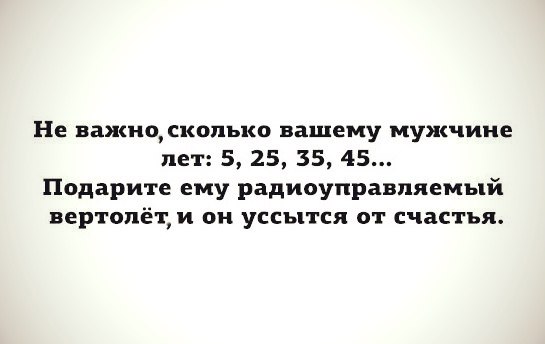 Не важно, сколько вашему мужчине
лет: 5, 25, 35, 45...
Подарите ему радиоуправляемый
вертолёт, и он уссытся от счастья.